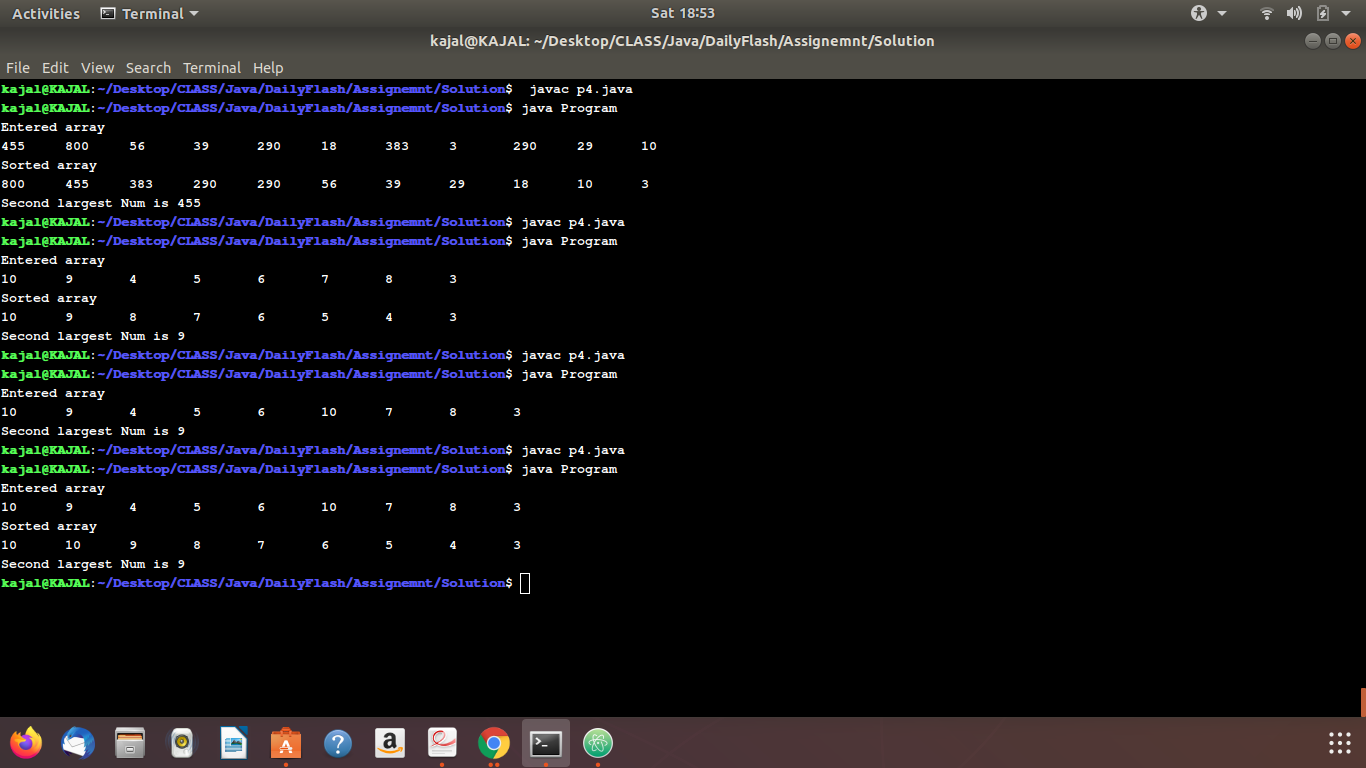 Activities Terminal Sat 18:53
kajal@KAJAL: ~/Desktop/CLASS/Java/DailyFlash/Assignemnt/Solution
File Edit View Search Terminal Help
kajal@KAJAL:~/Desktop/CLASS/Java/DailyFlash/Assignemnt/Solution$  javac p4.java
kajal@KAJAL:~/Desktop/CLASS/Java/DailyFlash/Assignemnt/Solution$ java Program
Entered array
455 800 56 39 290 18 383 3 290 29 10
Sorted array
800 455 383 290 290 56 39 29 18 10 3
Second largest Num is 455
kajal@KAJAL:~/Desktop/CLASS/Java/DailyFlash/Assignemnt/Solution$ javac p4.java
kajal@KAJAL:~/Desktop/CLASS/Java/DailyFlash/Assignemnt/Solution$ java Program
Entered array
10 9 4 5 6 7 8 3
Sorted array
10 9 8 7 6 5 4 3
Second largest Num is 9
kajal@KAJAL:~/Desktop/CLASS/Java/DailyFlash/Assignemnt/Solution$ javac p4.java
kajal@KAJAL:~/Desktop/CLASS/Java/DailyFlash/Assignemnt/Solution$ java Program
Entered array
10 9 4 5 6 10 7 8 3
Second largest Num is 9
kajal@KAJAL:~/Desktop/CLASS/Java/DailyFlash/Assignemnt/Solution$ javac p4.java
kajal@KAJAL:~/Desktop/CLASS/Java/DailyFlash/Assignemnt/Solution$ java Program
Entered array
10 9 4 5 6 10 7 8 3
Sorted array
10 10 9 8 7 6 5 4 3
Second largest Num is 9
kajal@KAJAL:~/Desktop/CLASS/Java/DailyFlash/Assignemnt/Solution$